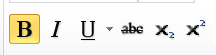 B I U abc x₂ x²